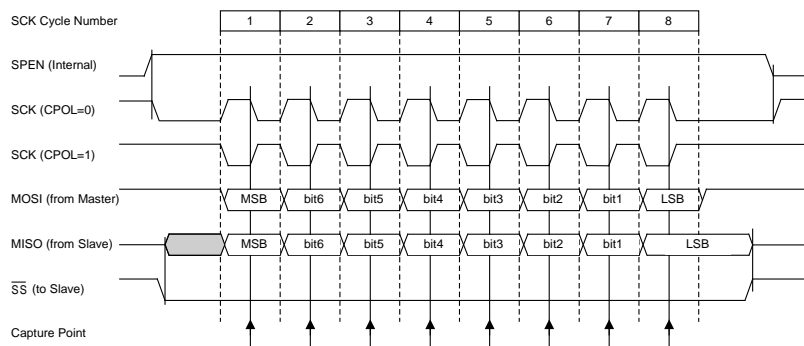 SCK Cycle Number 1 2 3 4 5 6 7 8
SPEN (Internal)
SCK (CPOL=0)
SCK (CPOL=1)
MOSI (from Master) MSB bit6 bit5 bit4 bit3 bit2 bit1 LSB
MISO (from Slave) MSB bit6 bit5 bit4 bit3 bit2 bit1 LSB
SS (to Slave)
Capture Point